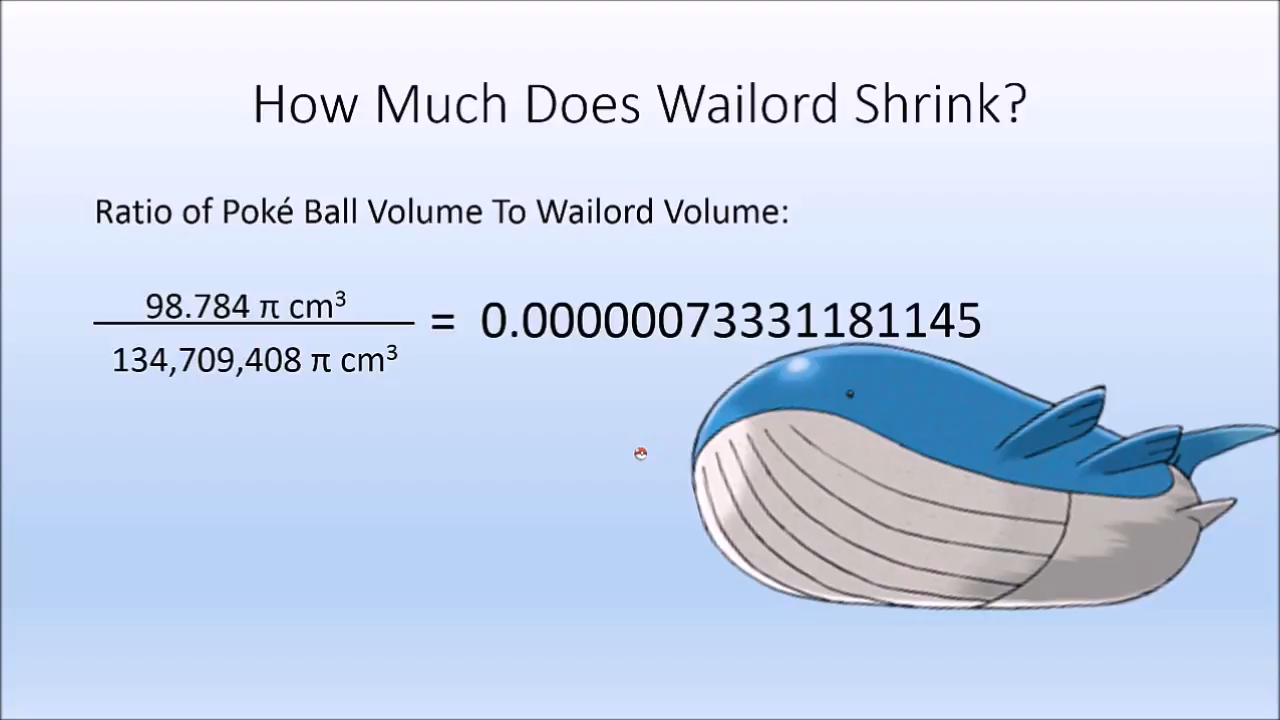 How Much Does Wailord Shrink?
Ratio of Poké Ball Volume To Wailord Volume:
98.784 π cm³
134,709,408 π cm³
= 0.00000073331181145